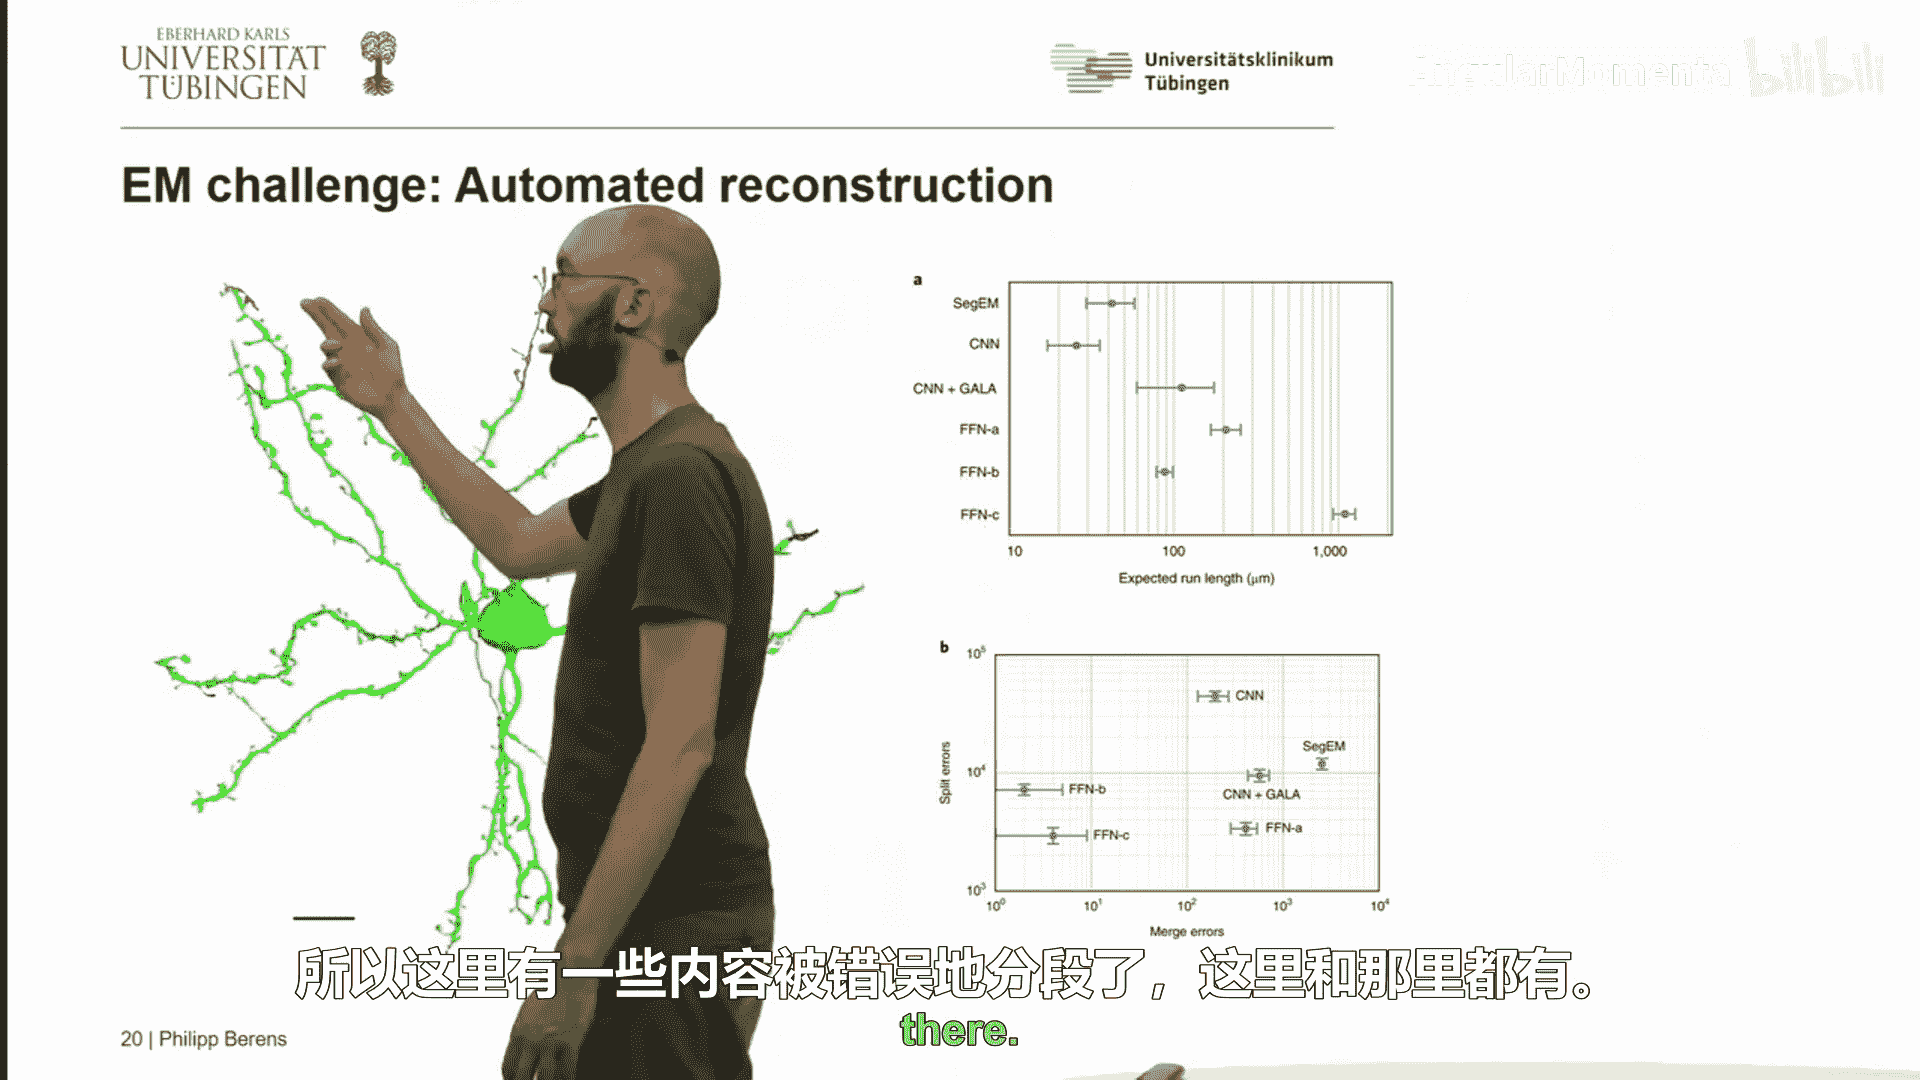 EBERHARD KARLS
UNIVERSITÄT
TÜBINGEN
Universitätsklinikum
Tübingen
AngularMomenta
bilibili
EM challenge: Automated reconstruction
a
SegEM
CNN
CNN + GALA
FFN-a
FFN-b
FFN-c
10 100 1,000
Expected run length (μm)
b
10⁵
10⁴
10³
Split errors
CNN
SegEM
CNN + GALA
FFN-b
FFN-a
FFN-c
10⁰ 10¹ 10² 10³ 10⁴
Merge errors
所以这里有一些内容被错误地分段了，这里和那里都有。
there.
20 | Philipp Berens